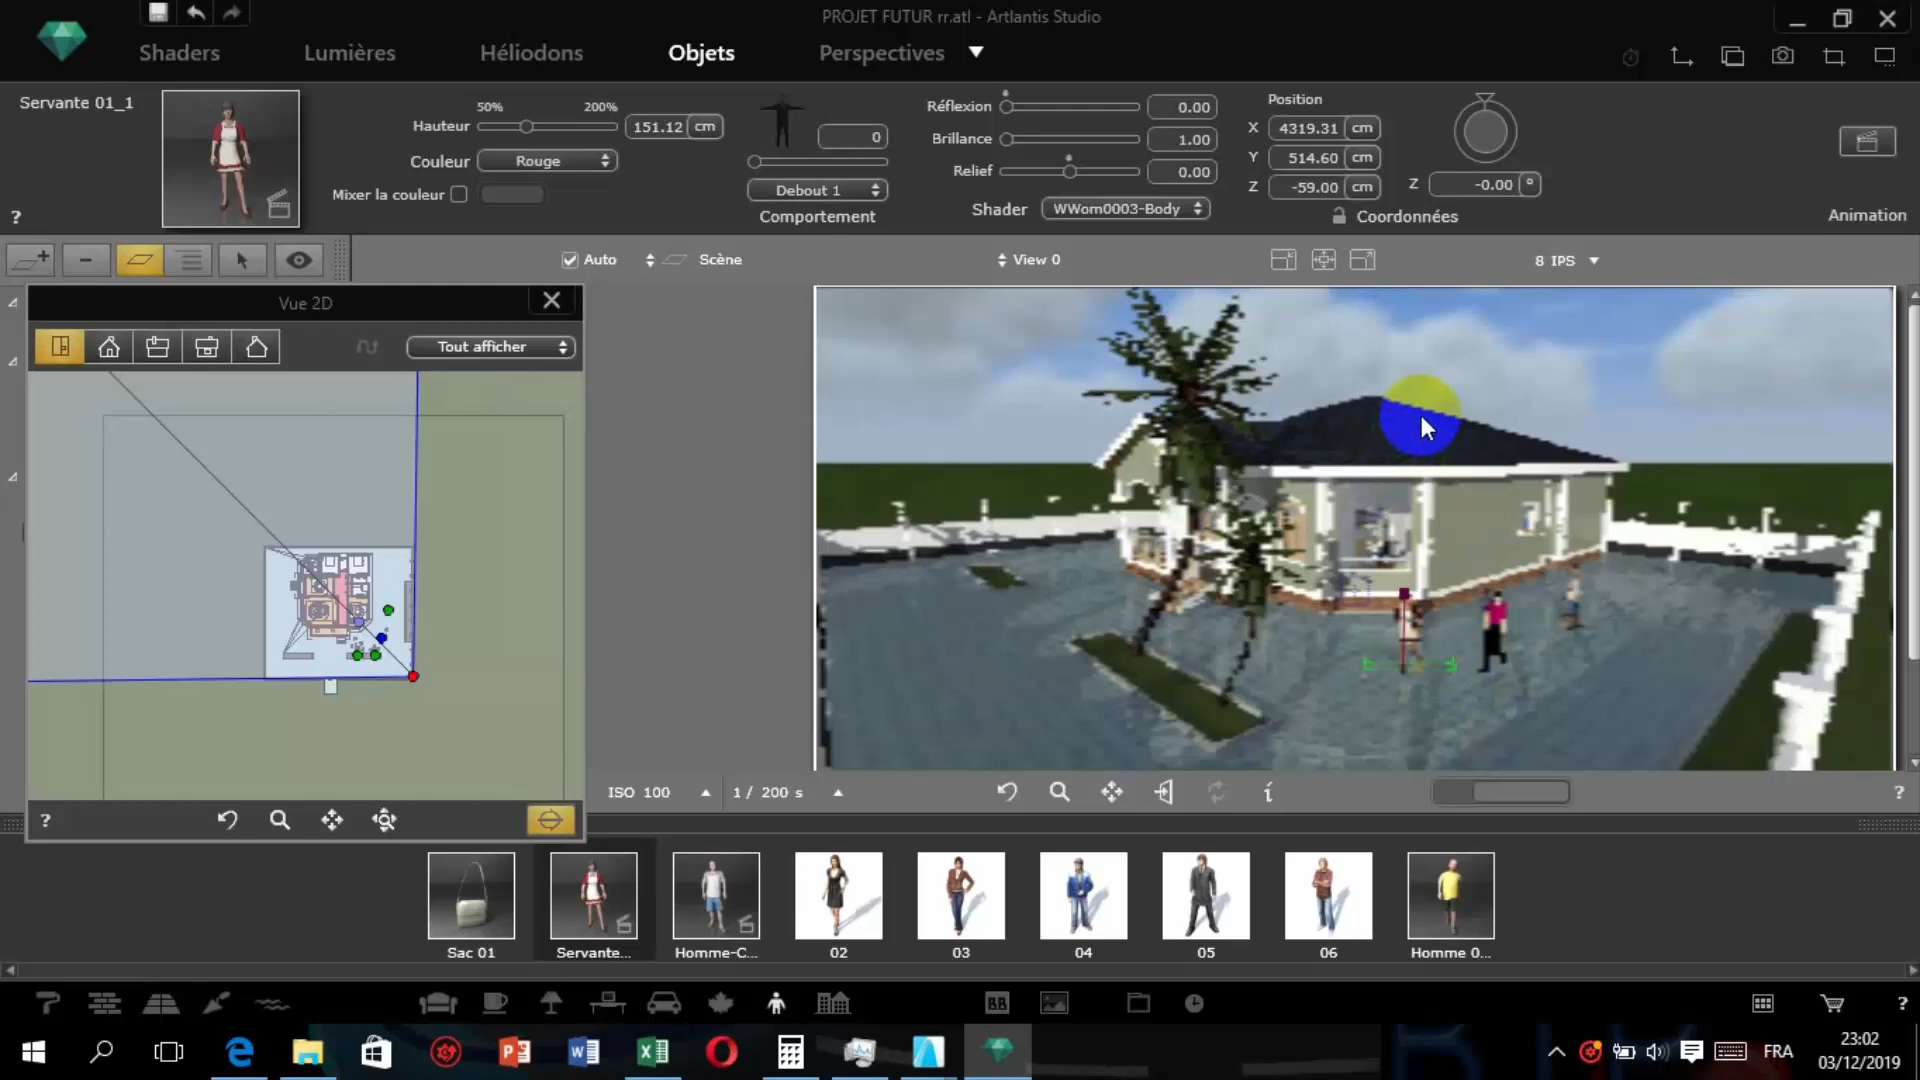 PROJET FUTUR rr.atl - Artlantis Studio
Shaders
Lumières
Héliodons
Objets
Perspectives
Servante 01_1
50%
200%
Hauteur
151.12
cm
Couleur
Rouge
Mixer la couleur
0
Debout 1
Comportement
Réflexion
0.00
Brillance
1.00
Relief
0.00
Shader
WWom0003-Body
Position
X
4319.31
cm
Y
514.60
cm
Z
-59.00
cm
Z
-0.00
°
Coordonnées
Animation
?
Auto
Scène
View 0
8 IPS
Vue 2D
Tout afficher
?
ISO 100
1 / 200 s
i
?
Sac 01
Servante...
Homme-C...
02
03
04
05
06
Homme 0...
BB
?
FRA
23:02
03/12/2019